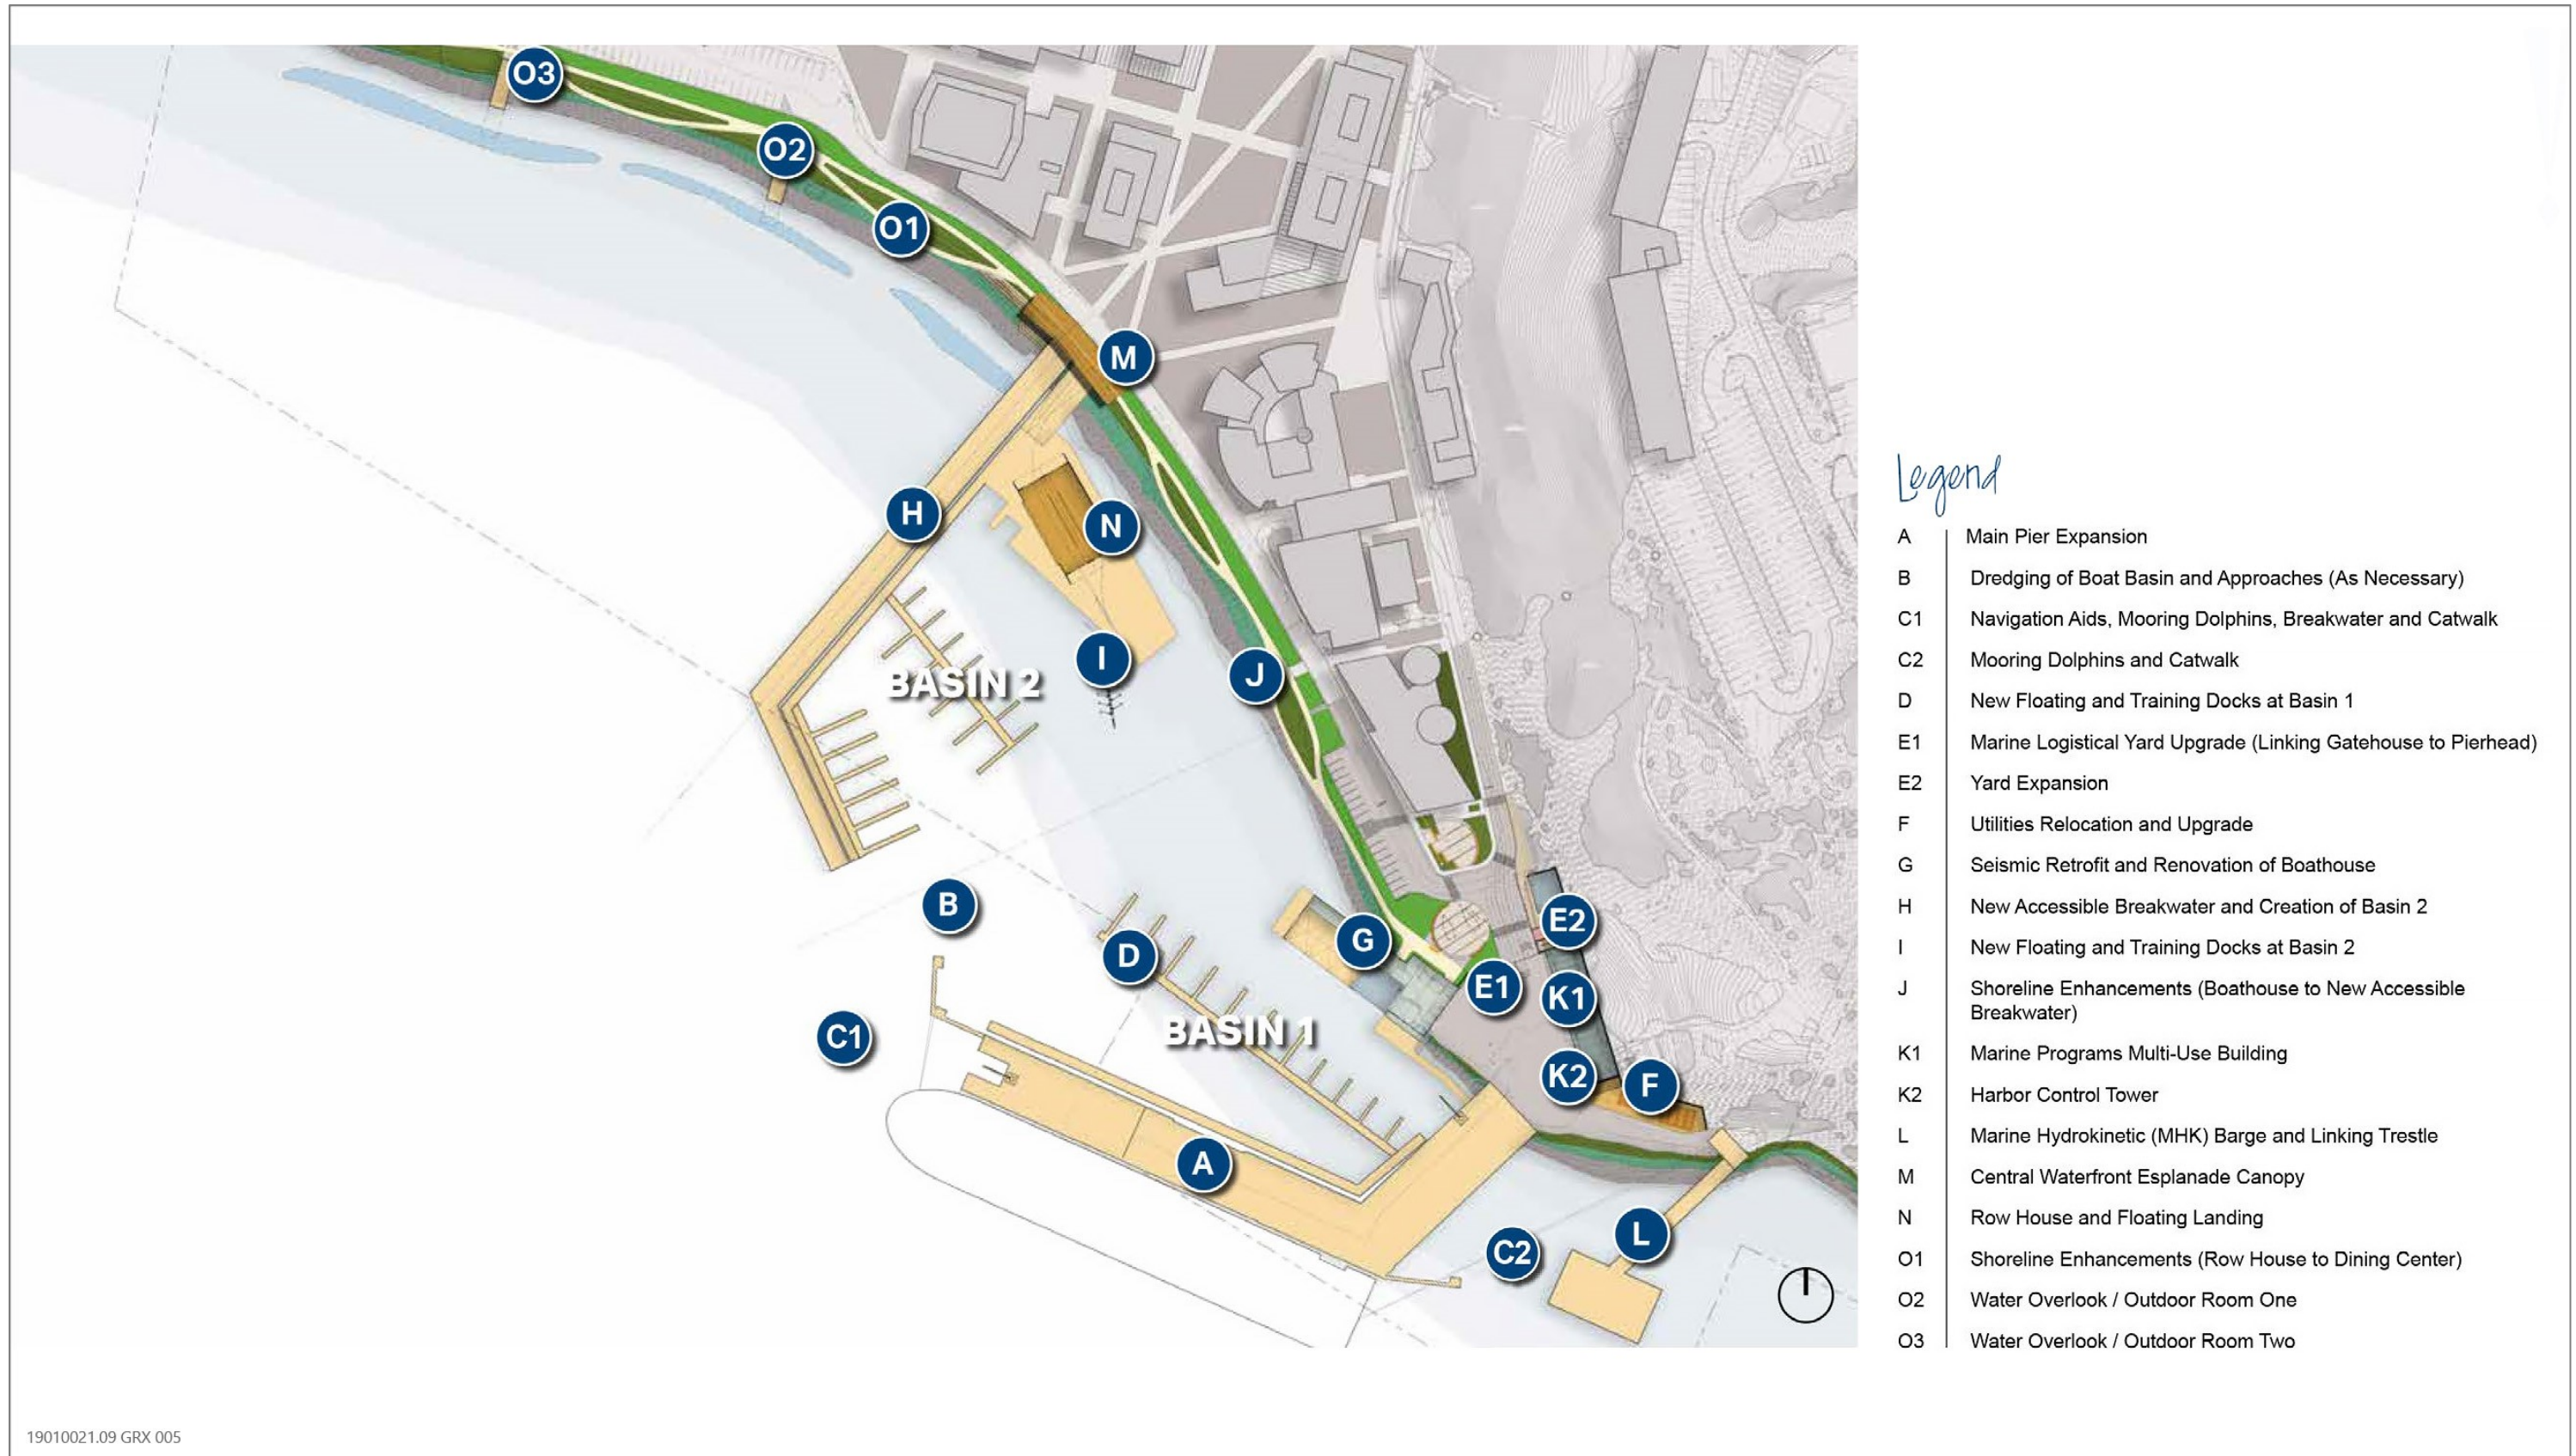 O3
O2
O1
M
H
N
I
BASIN 2
J
B
D
G
E2
E1
K1
BASIN 1
C1
K2
F
A
C2
L
Legend
A Main Pier Expansion
B Dredging of Boat Basin and Approaches (As Necessary)
C1 Navigation Aids, Mooring Dolphins, Breakwater and Catwalk
C2 Mooring Dolphins and Catwalk
D New Floating and Training Docks at Basin 1
E1 Marine Logistical Yard Upgrade (Linking Gatehouse to Pierhead)
E2 Yard Expansion
F Utilities Relocation and Upgrade
G Seismic Retrofit and Renovation of Boathouse
H New Accessible Breakwater and Creation of Basin 2
I New Floating and Training Docks at Basin 2
J Shoreline Enhancements (Boathouse to New Accessible
Breakwater)
K1 Marine Programs Multi-Use Building
K2 Harbor Control Tower
L Marine Hydrokinetic (MHK) Barge and Linking Trestle
M Central Waterfront Esplanade Canopy
N Row House and Floating Landing
O1 Shoreline Enhancements (Row House to Dining Center)
O2 Water Overlook / Outdoor Room One
O3 Water Overlook / Outdoor Room Two
19010021.09 GRX 005